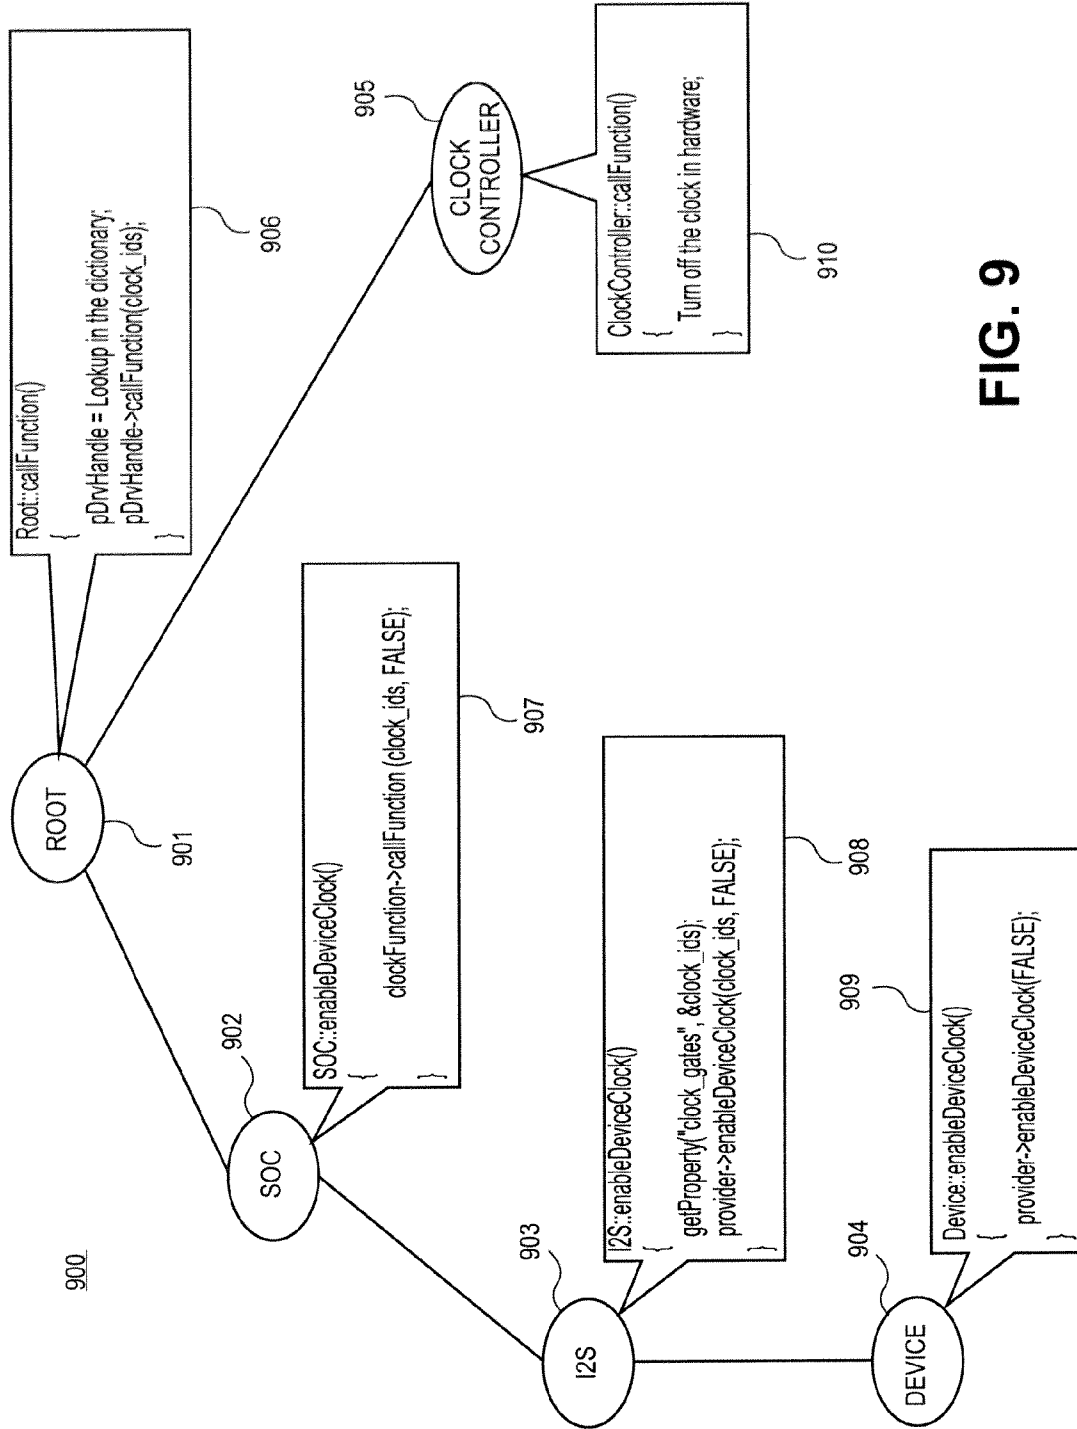 900
ROOT
901
Root::callFunction()
{
pDrvHandle = Lookup in the dictionary;
pDrvHandle->callFunction(clock_ids);
}
906
SOC
902
SOC::enableDeviceClock()
{
clockFunction->callFunction (clock_ids, FALSE);
}
907
CLOCK
CONTROLLER
905
ClockController::callFunction()
{
Turn off the clock in hardware;
}
910
I2S
903
I2S::enableDeviceClock()
{
getProperty("clock_gates", &clock_ids);
provider->enableDeviceClock(clock_ids, FALSE);
}
908
DEVICE
904
Device::enableDeviceClock()
{
provider->enableDeviceClock(FALSE);
}
909
FIG. 9